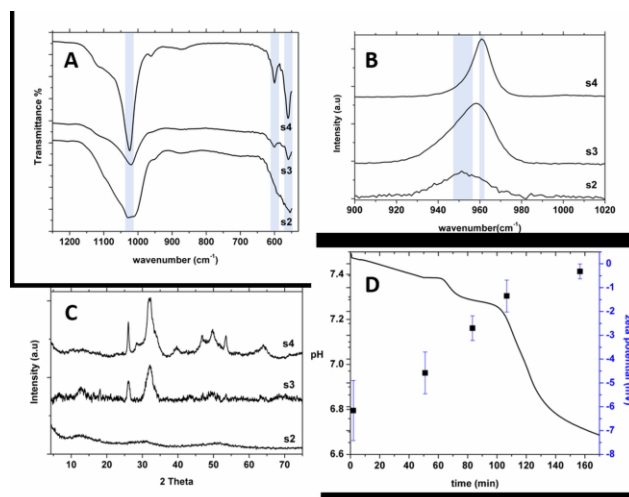 A
Transmittance %
s4
s3
s2
1200 1100 1000 900 800 700 600
wavenumber (cm⁻¹)
B
Intensity (a.u)
s4
s3
s2
900 920 940 960 980 1000 1020
wavenumber(cm⁻¹)
C
Intensity (a.u)
s4
s3
s2
10 20 30 40 50 60 70
2 Theta
D
pH
7.4
7.2
7.0
6.8
6.6
0 20 40 60 80 100 120 140 160
time (min)
0
-1
-2
-3
-4
-5
-6
-7
-8
zeta potential (mV)